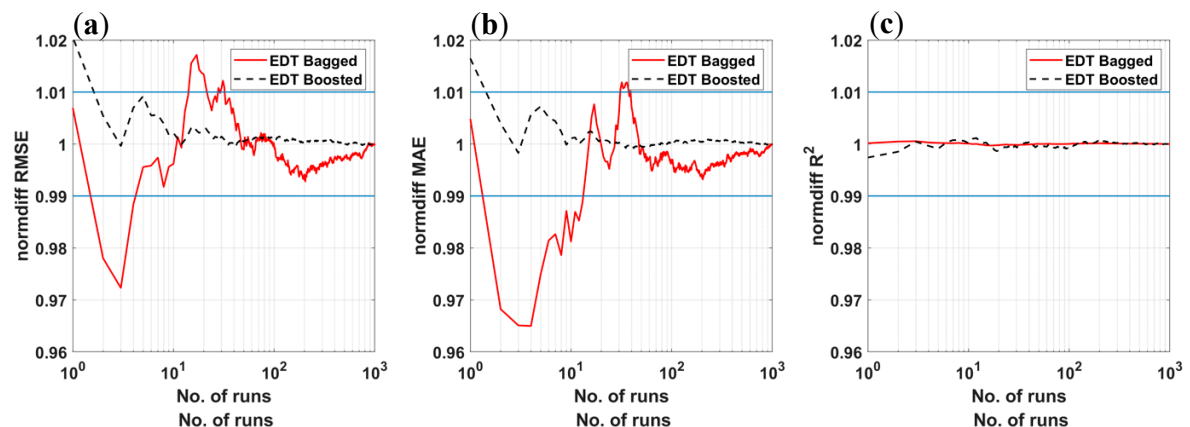 (a)
1.02
1.01
1
0.99
0.98
0.97
0.96
normdiff RMSE
EDT Bagged
EDT Boosted
10^0
10^1
10^2
10^3
No. of runs
No. of runs
(b)
1.02
1.01
1
0.99
0.98
0.97
0.96
normdiff MAE
EDT Bagged
EDT Boosted
10^0
10^1
10^2
10^3
No. of runs
No. of runs
(c)
1.02
1.01
1
0.99
0.98
0.97
0.96
normdiff R^2
EDT Bagged
EDT Boosted
10^0
10^1
10^2
10^3
No. of runs
No. of runs